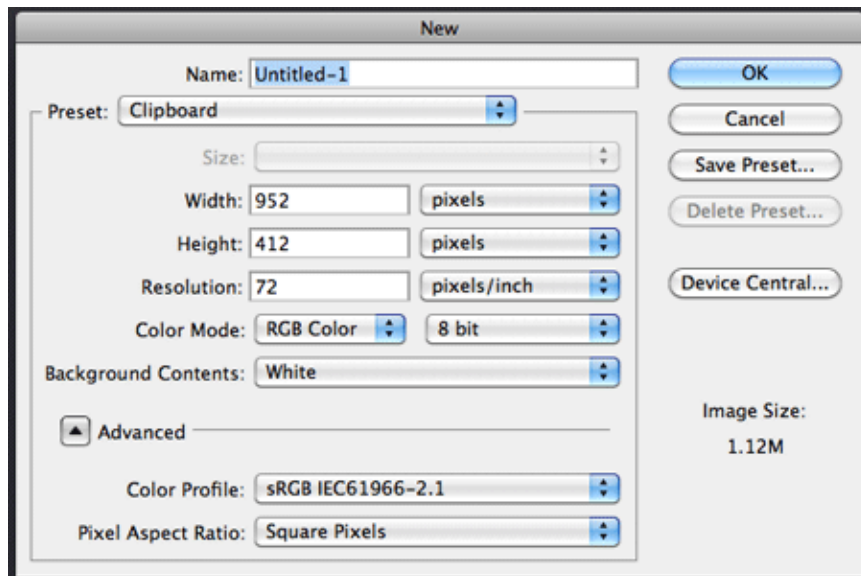 New
Name: Untitled-1
OK
Preset: Clipboard
Cancel
Size:
Save Preset...
Width: 952 pixels
Delete Preset...
Height: 412 pixels
Resolution: 72 pixels/inch
Device Central...
Color Mode: RGB Color 8 bit
Background Contents: White
Image Size:
Advanced
1.12M
Color Profile: sRGB IEC61966-2.1
Pixel Aspect Ratio: Square Pixels